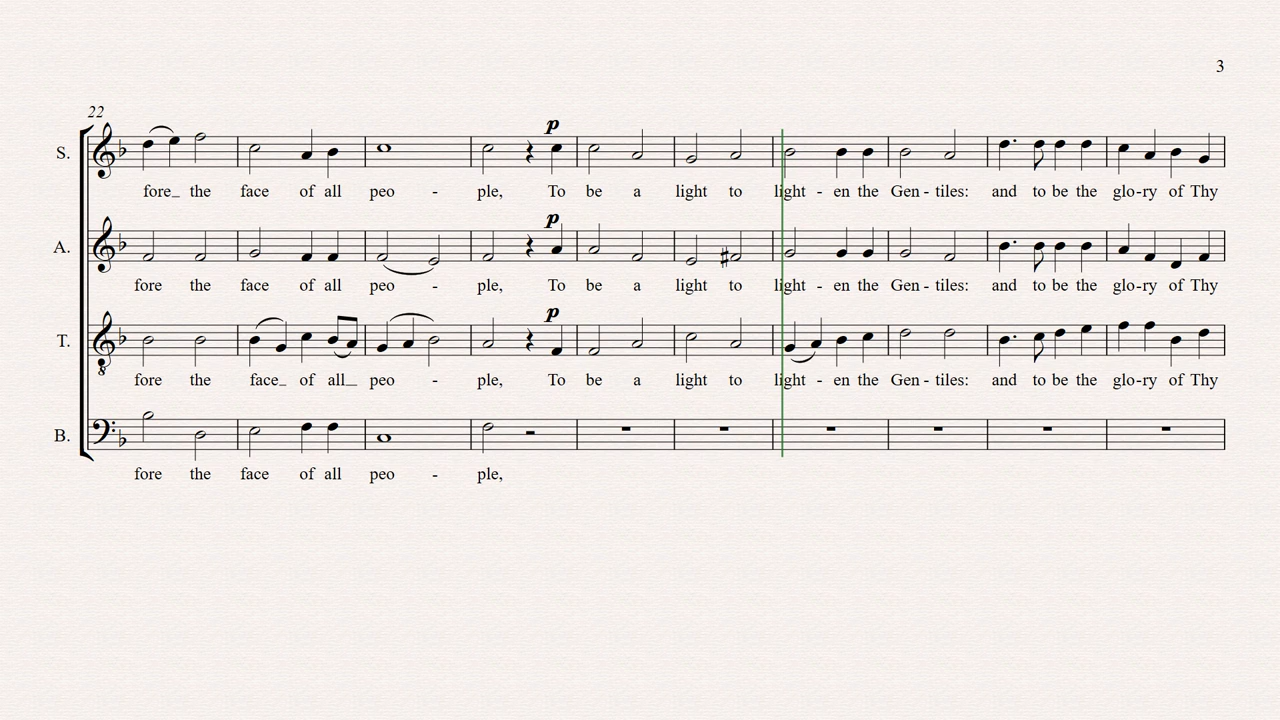 3
22
p
S.
fore_ the face of all peo - ple, To be a light to light - en the Gen - tiles: and to be the glo-ry of Thy
p
A.
fore the face of all peo - ple, To be a light to light - en the Gen - tiles: and to be the glo-ry of Thy
p
T.
fore the face_ of all_ peo - ple, To be a light to light - en the Gen - tiles: and to be the glo-ry of Thy
B.
fore the face of all peo - ple,